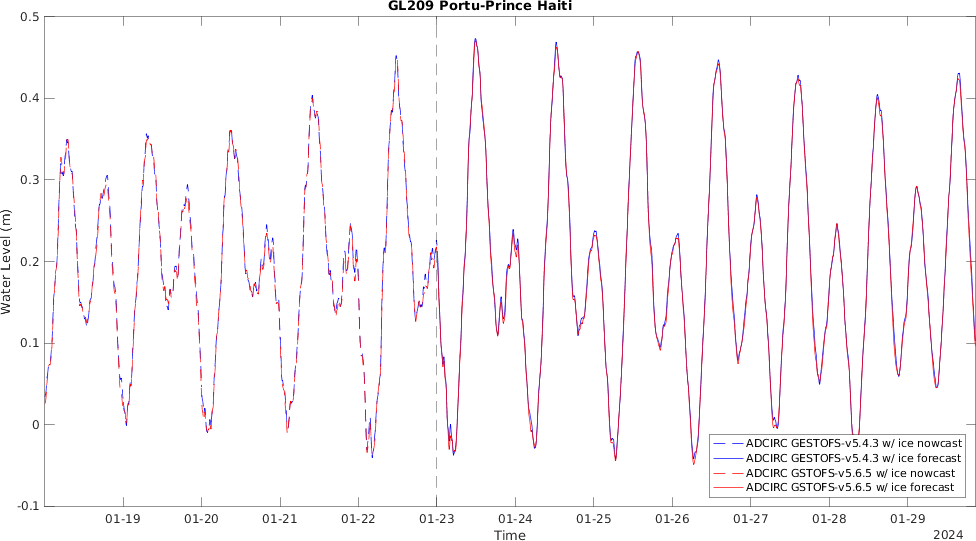 GL209 Portu-Prince Haiti
Water Level (m)
0.5
0.4
0.3
0.2
0.1
0
-0.1
01-19 01-20 01-21 01-22 01-23 01-24 01-25 01-26 01-27 01-28 01-29
Time
2024
ADCIRC GESTOFS-v5.4.3 w/ ice nowcast
ADCIRC GESTOFS-v5.4.3 w/ ice forecast
ADCIRC GSTOFS-v5.6.5 w/ ice nowcast
ADCIRC GSTOFS-v5.6.5 w/ ice forecast